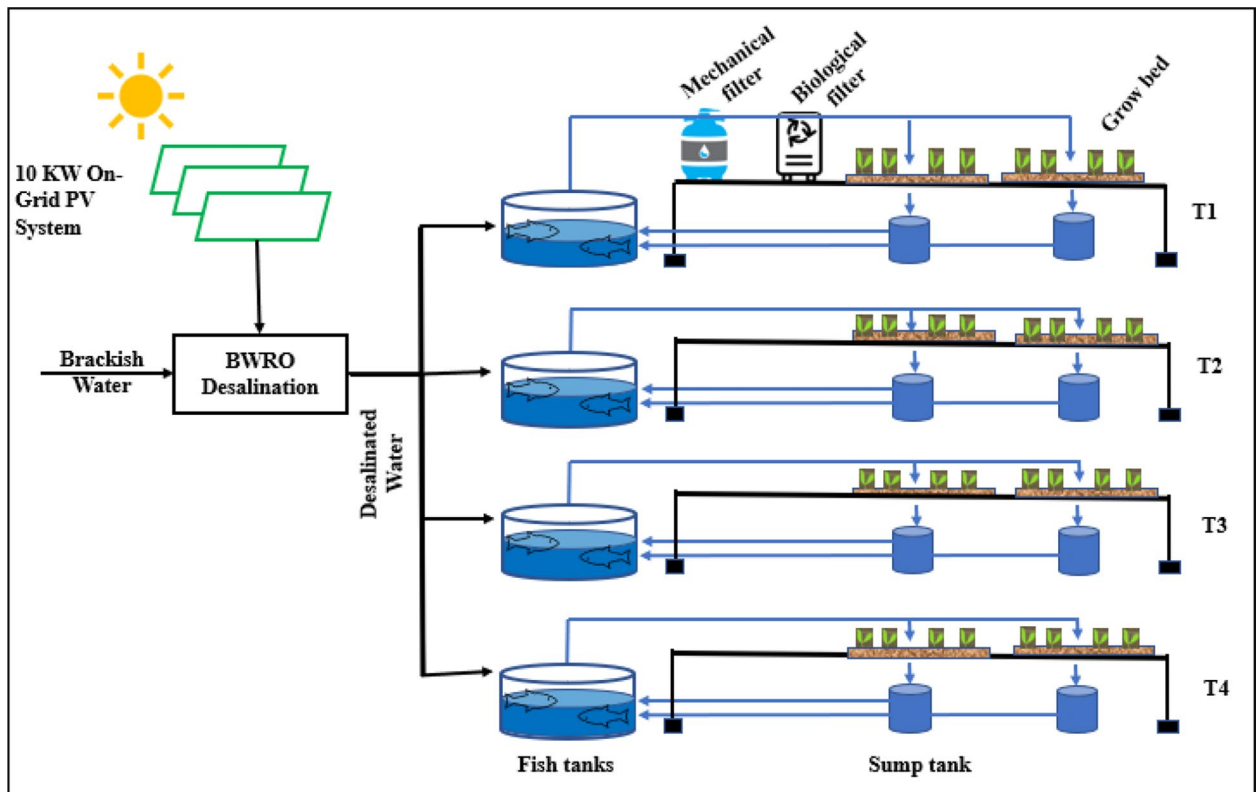 Mechanical
filter
Biological
filter
Grow bed
10 KW On-
Grid PV
System
T1
Brackish
Water
BWRO
Desalination
T2
Desalinated
Water
T3
T4
Fish tanks
Sump tank